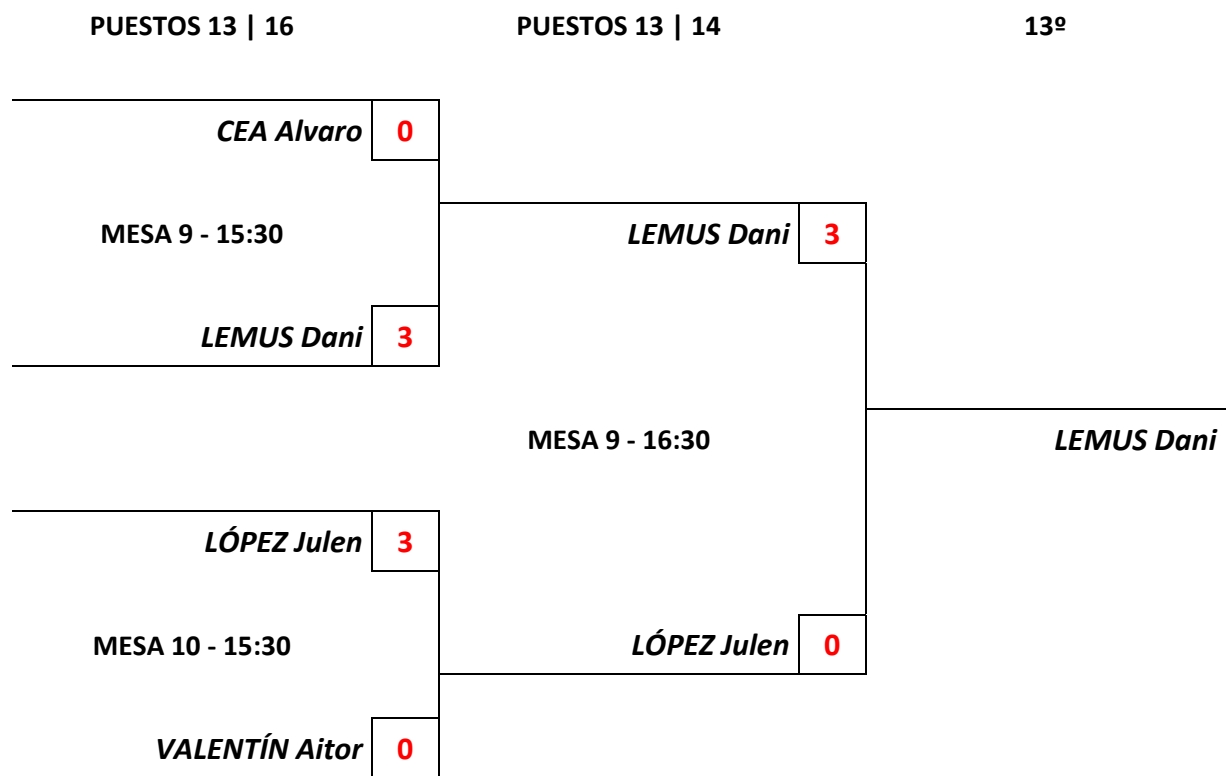 PUESTOS 13 | 16 PUESTOS 13 | 14 13º
CEA Alvaro 0
MESA 9 - 15:30 LEMUS Dani 3
LEMUS Dani 3
MESA 9 - 16:30 LEMUS Dani
LÓPEZ Julen 3
MESA 10 - 15:30 LÓPEZ Julen 0
VALENTÍN Aitor 0